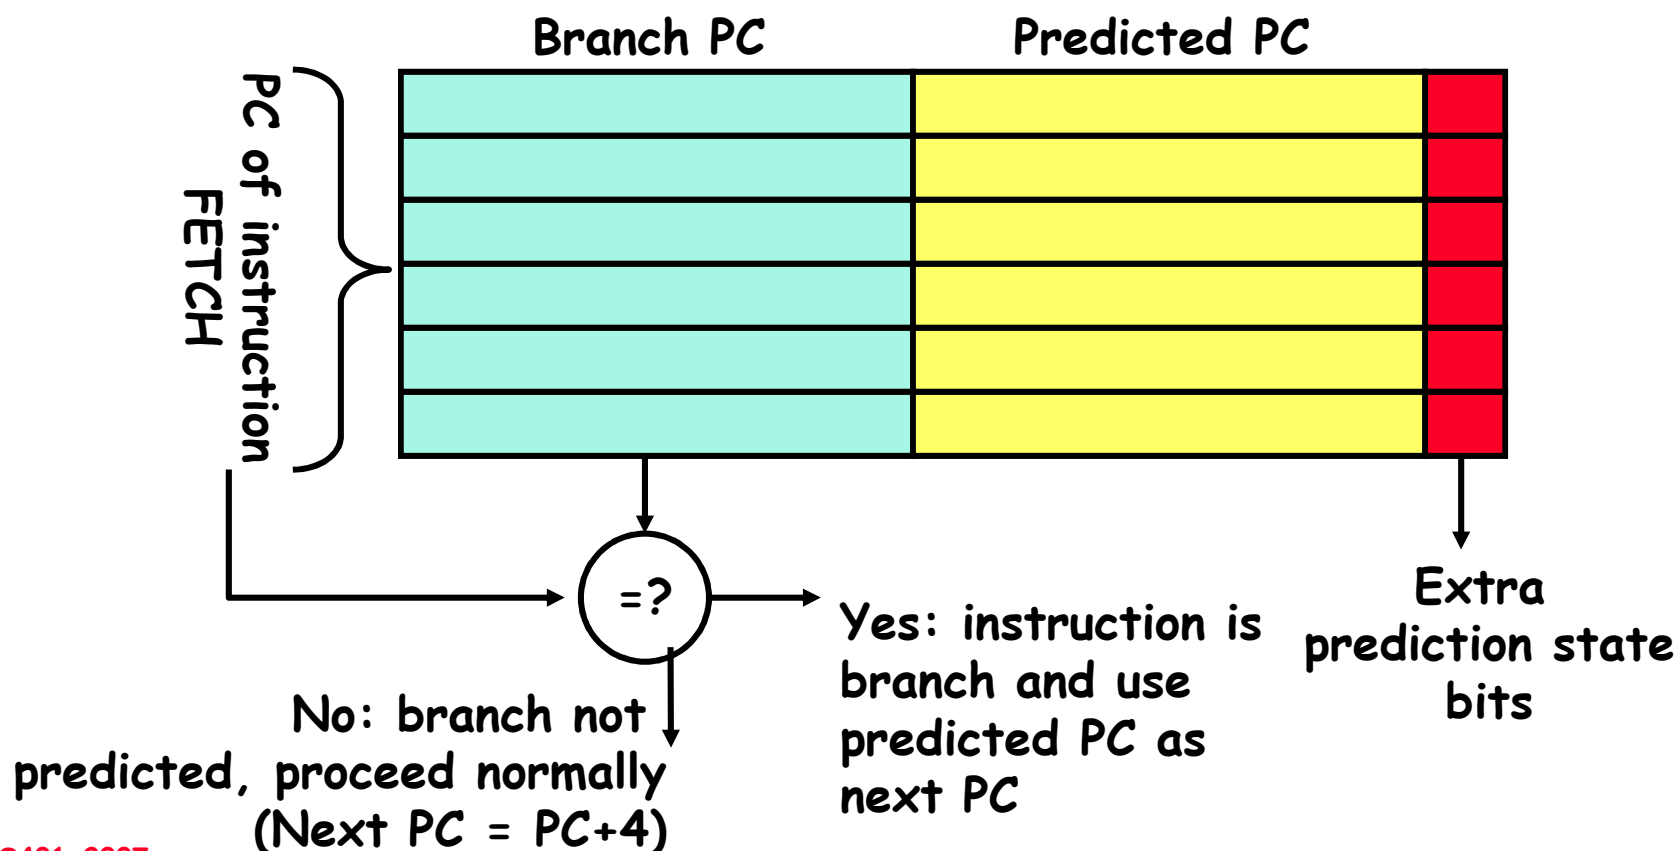 Branch PC
Predicted PC
PC of instruction
FETCH
=?
Yes: instruction is
branch and use
predicted PC as
next PC
Extra
prediction state
bits
No: branch not
predicted, proceed normally
(Next PC = PC+4)